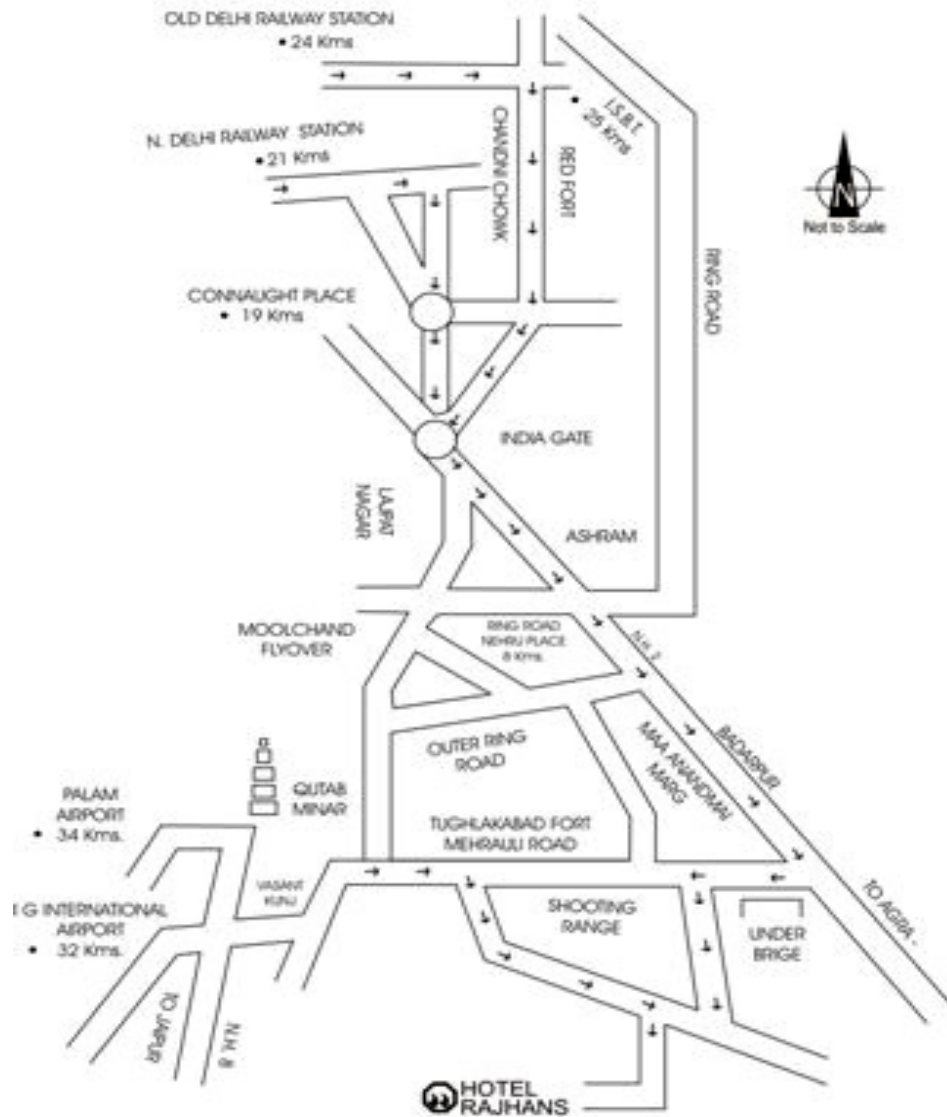 OLD DELHI RAILWAY STATION
• 24 Kms
I.S.B.T.
• 25 Kms
N. DELHI RAILWAY STATION
• 21 Kms
CHANDNI CHOWK
RED FORT
N
Not to Scale
RING ROAD
CONNAUGHT PLACE
• 19 Kms
INDIA GATE
LAJPAT
NAGAR
ASHRAM
MOOLCHAND
FLYOVER
RING ROAD
NEHRU PLACE
8 Kms.
N.H. 2
BADARPUR
OUTER RING
ROAD
MAA ANANDMAI
MARG
QUTAB
MINAR
PALAM
AIRPORT
• 34 Kms.
TUGHLAKABAD FORT
MEHRAULI ROAD
VASANT
KUNJ
I G INTERNATIONAL
AIRPORT
• 32 Kms.
SHOOTING
RANGE
UNDER
BRIGE
TO AGRA -
TO JAIPUR
N.H. 8
HOTEL
RAJHANS